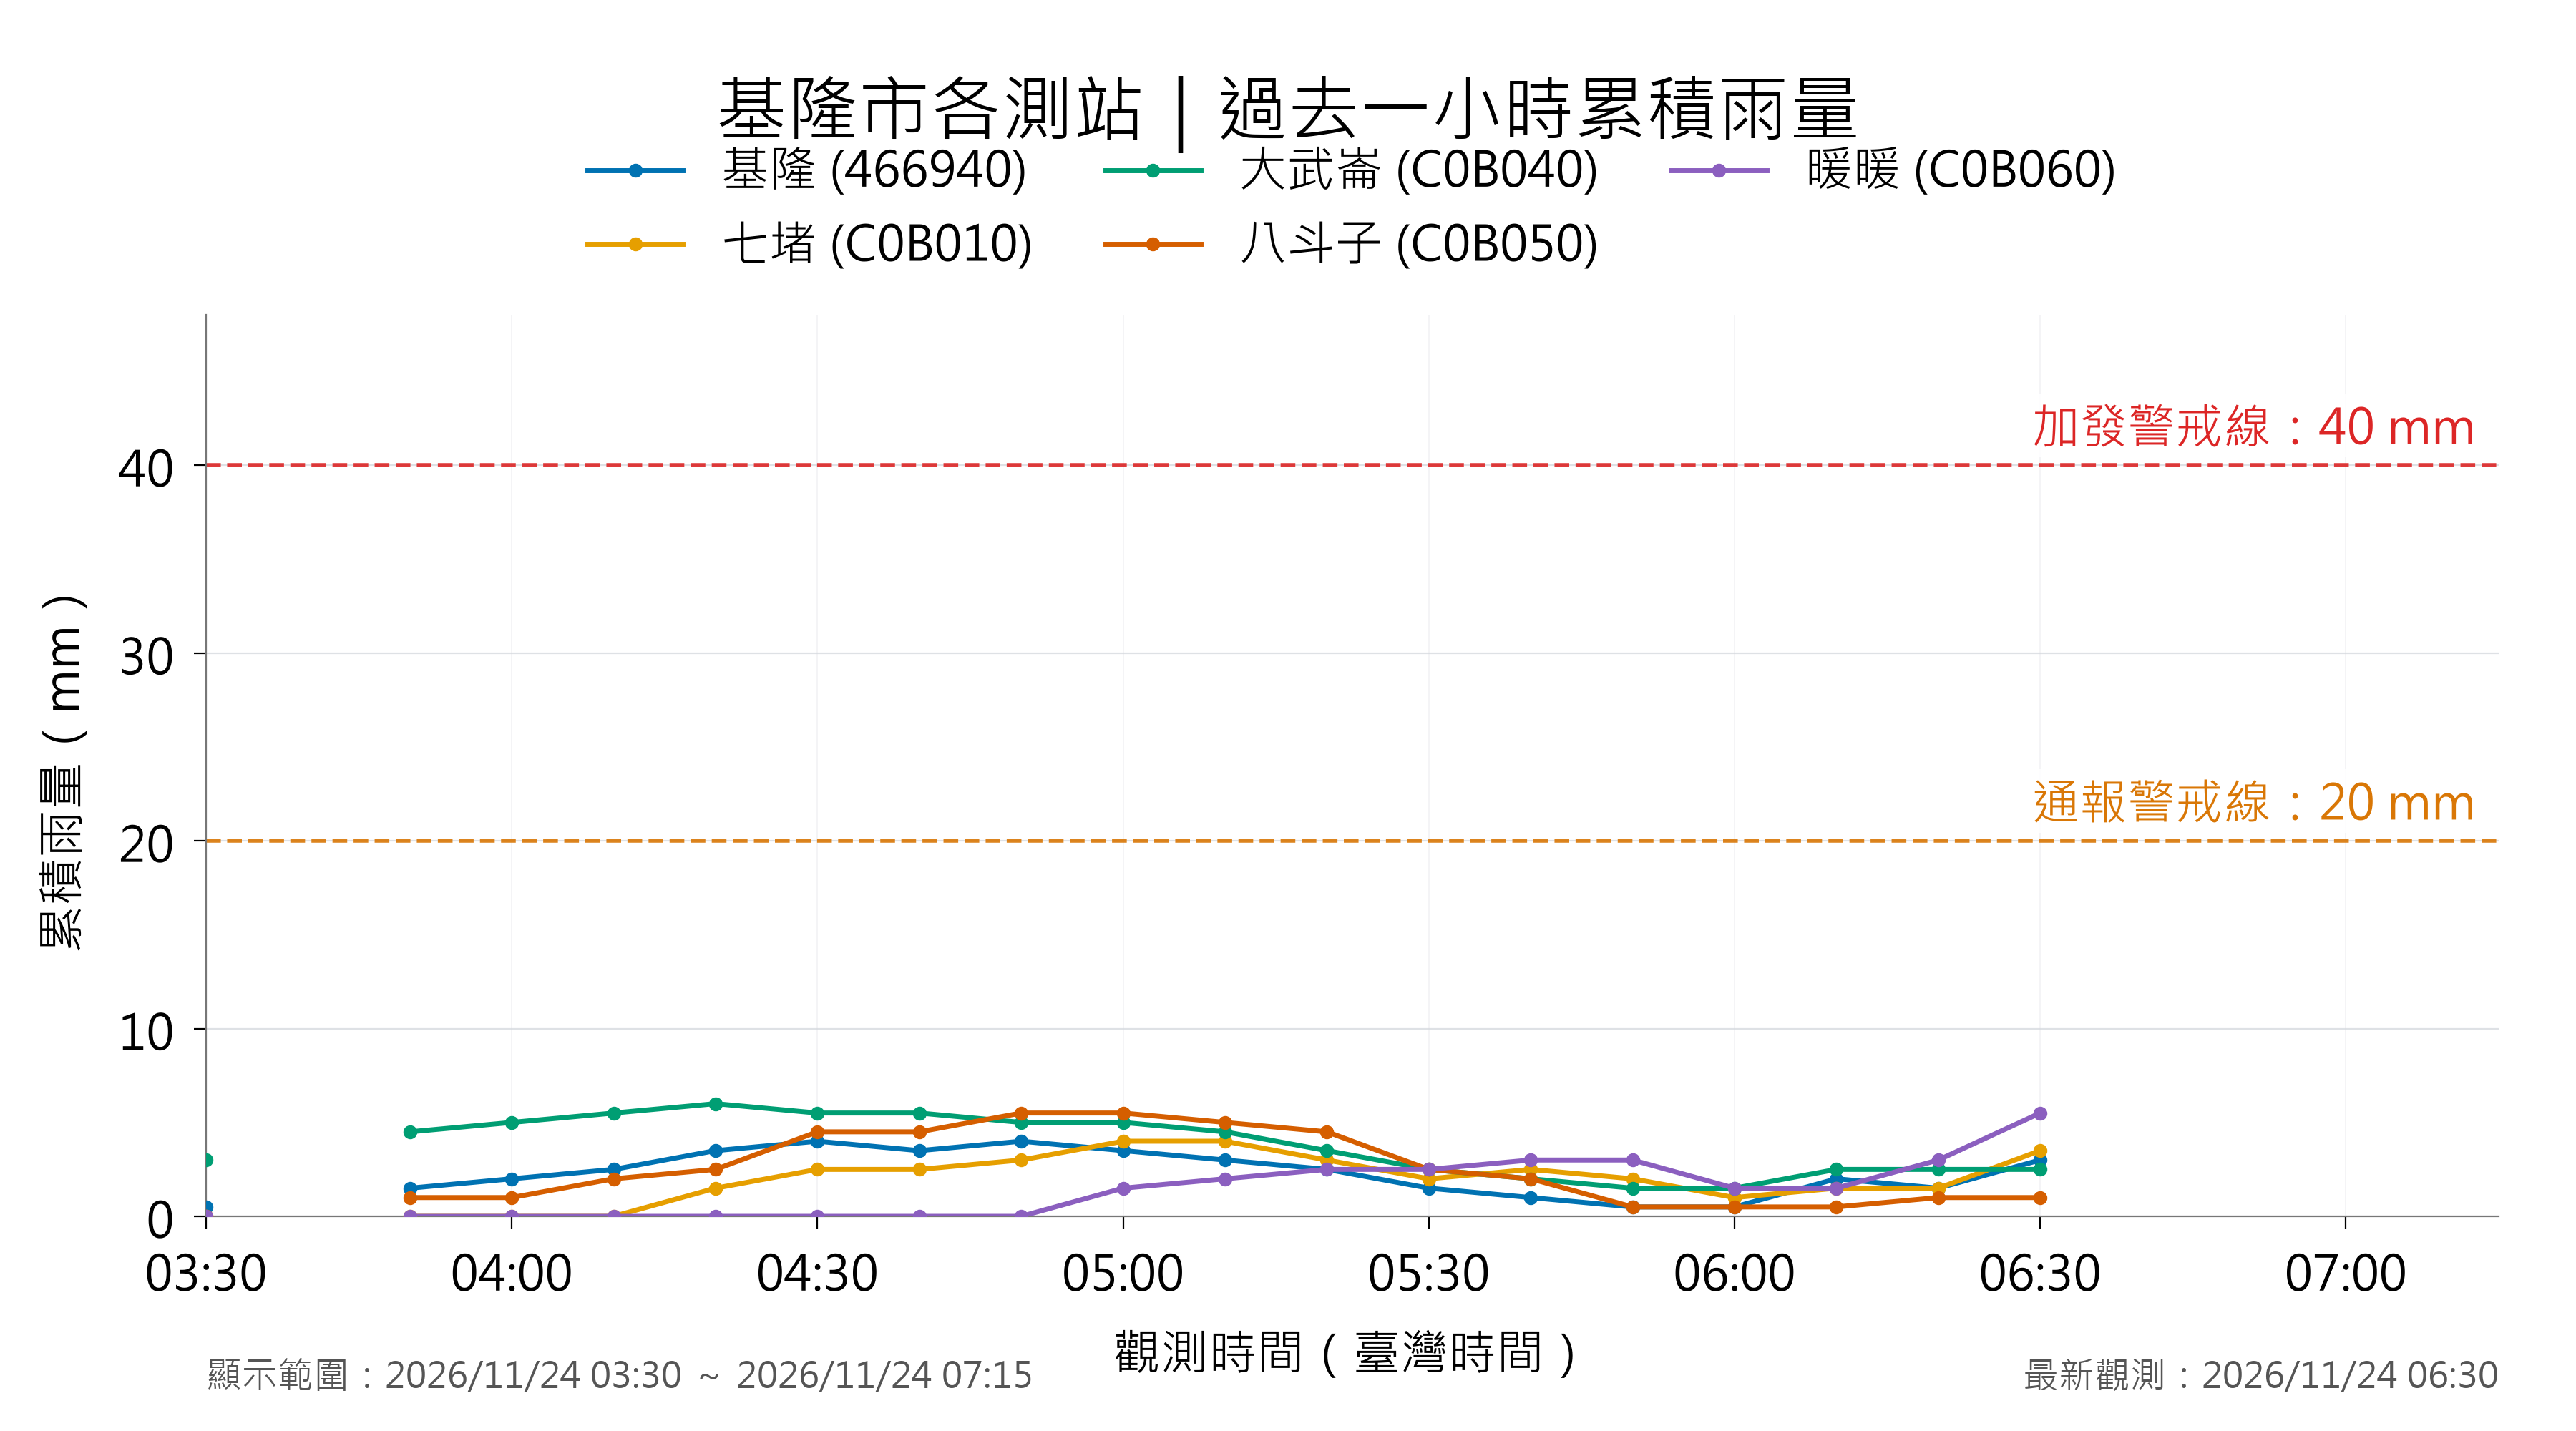 基隆市各測站｜過去一小時累積雨量
基隆 (466940)
大武崙 (C0B040)
暖暖 (C0B060)
七堵 (C0B010)
八斗子 (C0B050)
加發警戒線：40 mm
通報警戒線：20 mm
累積雨量（mm）
40
30
20
10
0
03:30
04:00
04:30
05:00
05:30
06:00
06:30
07:00
觀測時間（臺灣時間）
顯示範圍：2026/11/24 03:30 ~ 2026/11/24 07:15
最新觀測：2026/11/24 06:30